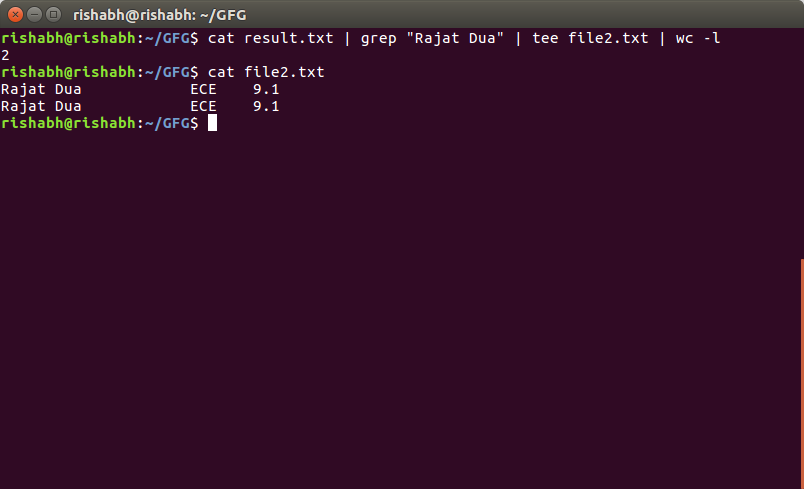 rishabh@rishabh: ~/GFG
rishabh@rishabh:~/GFG$ cat result.txt | grep "Rajat Dua" | tee file2.txt | wc -l
2
rishabh@rishabh:~/GFG$ cat file2.txt
Rajat Dua            ECE    9.1
Rajat Dua            ECE    9.1
rishabh@rishabh:~/GFG$